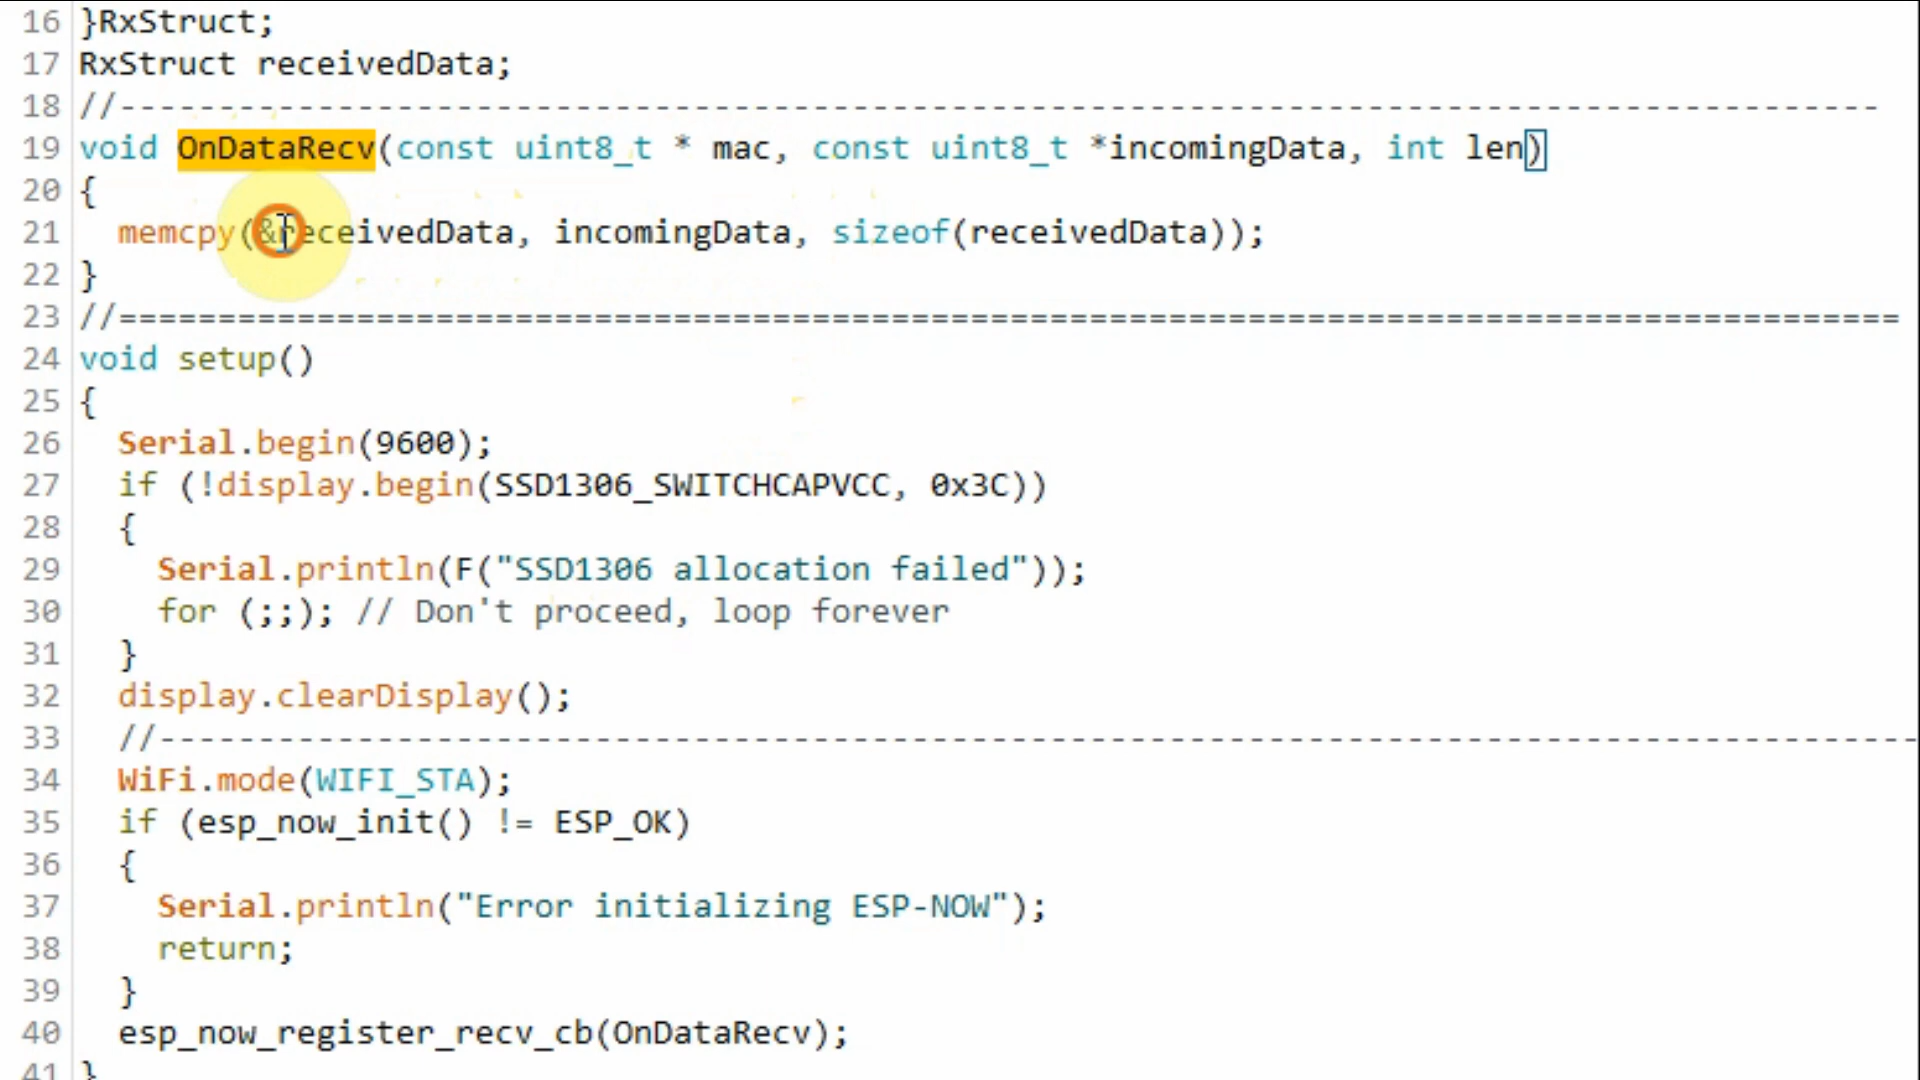 16 }RxStruct;
17 RxStruct receivedData;
18 //-----------------------------------------------------------------------------------------
19 void OnDataRecv(const uint8_t * mac, const uint8_t *incomingData, int len)
20 {
21 memcpy(&receivedData, incomingData, sizeof(receivedData));
22 }
23 //==========================================================================================
24 void setup()
25 {
26 Serial.begin(9600);
27 if (!display.begin(SSD1306_SWITCHCAPVCC, 0x3C))
28 {
29 Serial.println(F("SSD1306 allocation failed"));
30 for (;;); // Don't proceed, loop forever
31 }
32 display.clearDisplay();
33 //-----------------------------------------------------------------------------------------
34 WiFi.mode(WIFI_STA);
35 if (esp_now_init() != ESP_OK)
36 {
37 Serial.println("Error initializing ESP-NOW");
38 return;
39 }
40 esp_now_register_recv_cb(OnDataRecv);
41 }